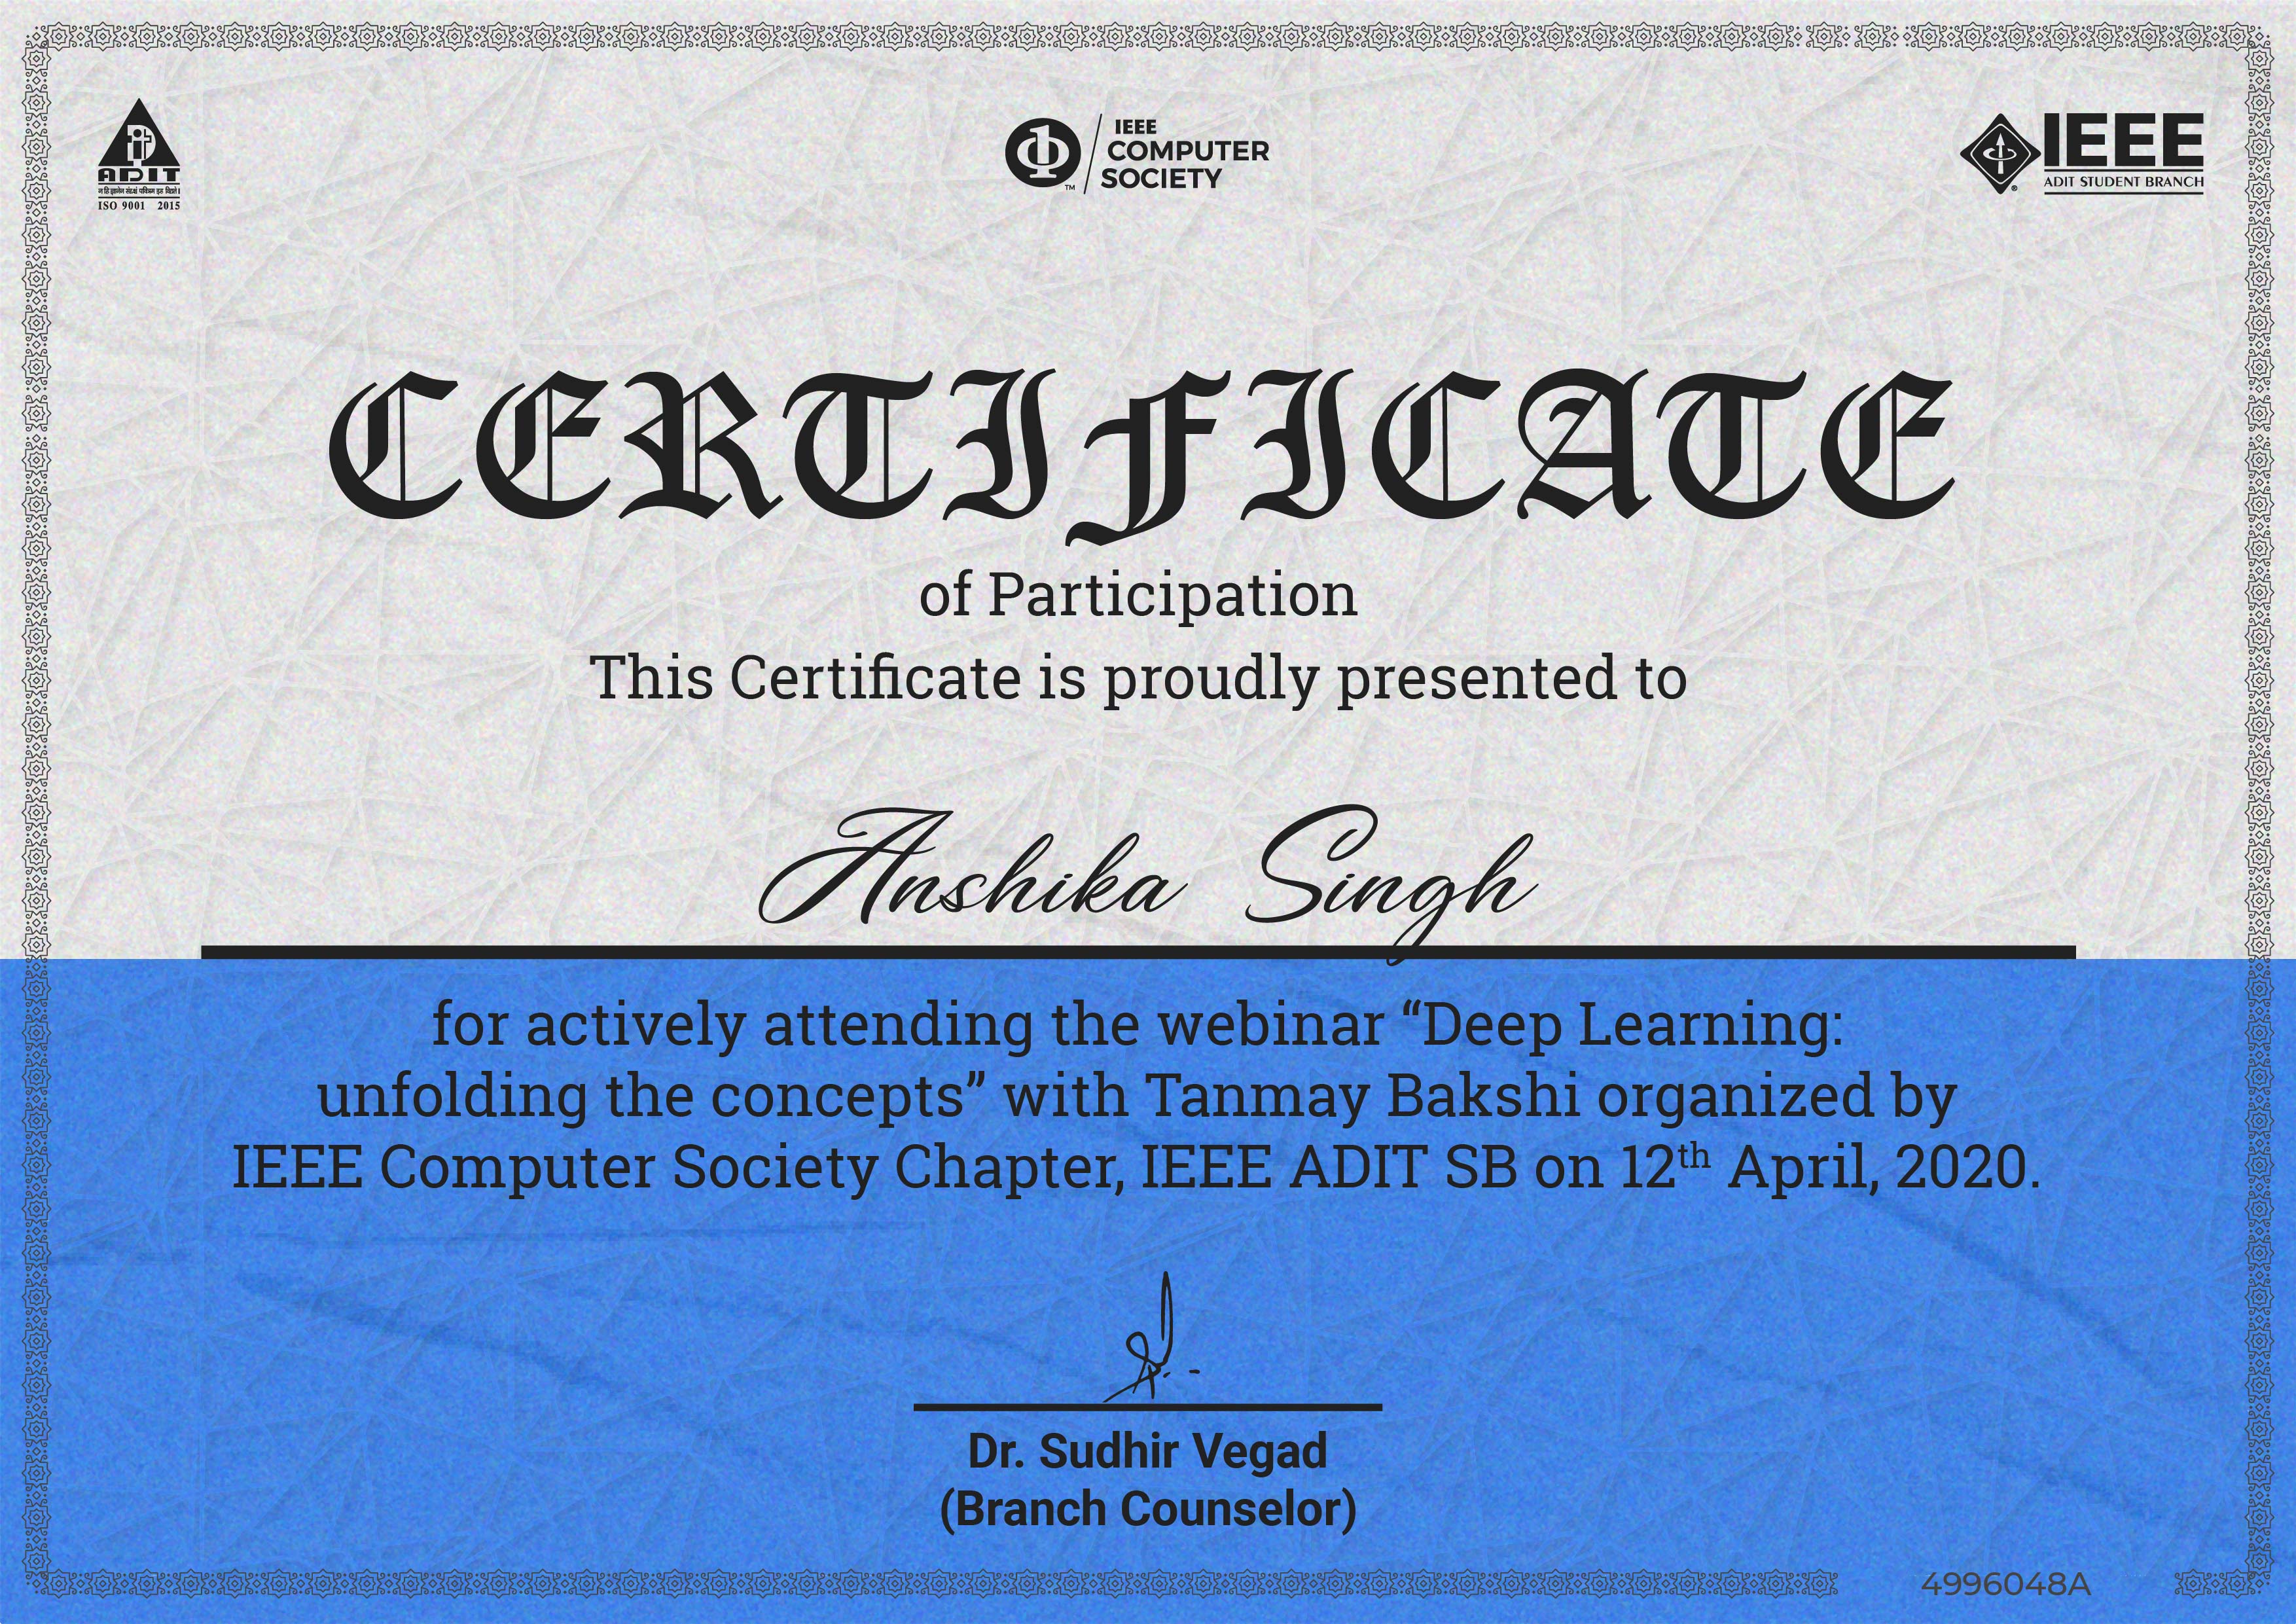 ADIT
ISO 9001 2015
IEEE
COMPUTER
SOCIETY
TM
IEEE
ADIT STUDENT BRANCH
CERTIFICATE
of Participation
This Certificate is proudly presented to
Anshika Singh
for actively attending the webinar “Deep Learning:
unfolding the concepts” with Tanmay Bakshi organized by
IEEE Computer Society Chapter, IEEE ADIT SB on 12th April, 2020.
Dr. Sudhir Vegad
(Branch Counselor)
4996048A